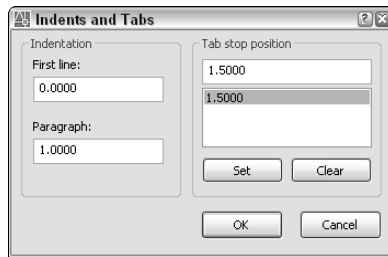 Indents and Tabs
Indentation
First line:
0.0000
Paragraph:
1.0000
Tab stop position
1.5000
1.5000
Set
Clear
OK
Cancel